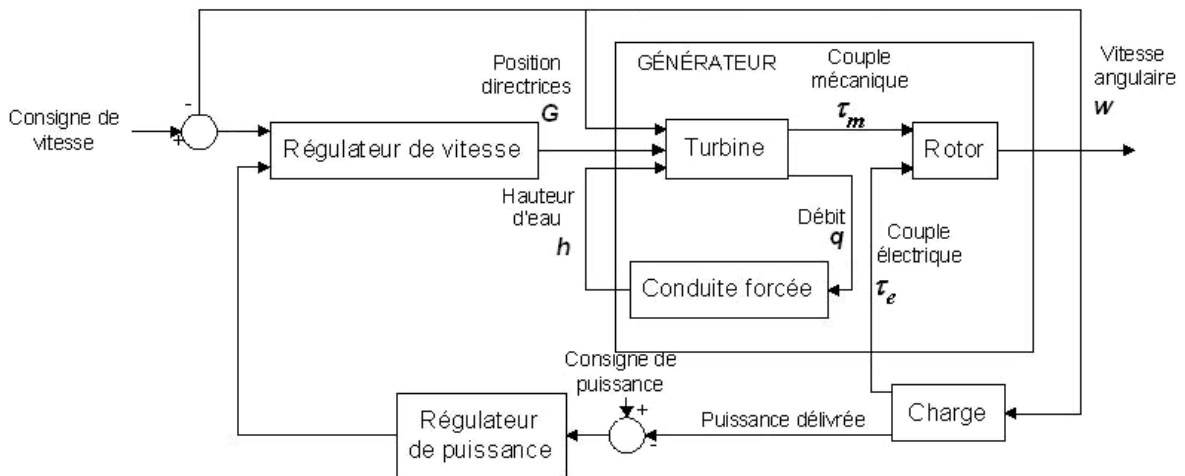 Position
directrices
G
GÉNÉRATEUR
Couple
mécanique
τm
Vitesse
angulaire
w
-
Consigne de
vitesse
+
Régulateur de vitesse
Turbine
Rotor
Hauteur
d'eau
h
Débit
q
Couple
électrique
τe
Conduite forcée
Consigne de
puissance
+
Régulateur
de puissance
-
Puissance délivrée
Charge